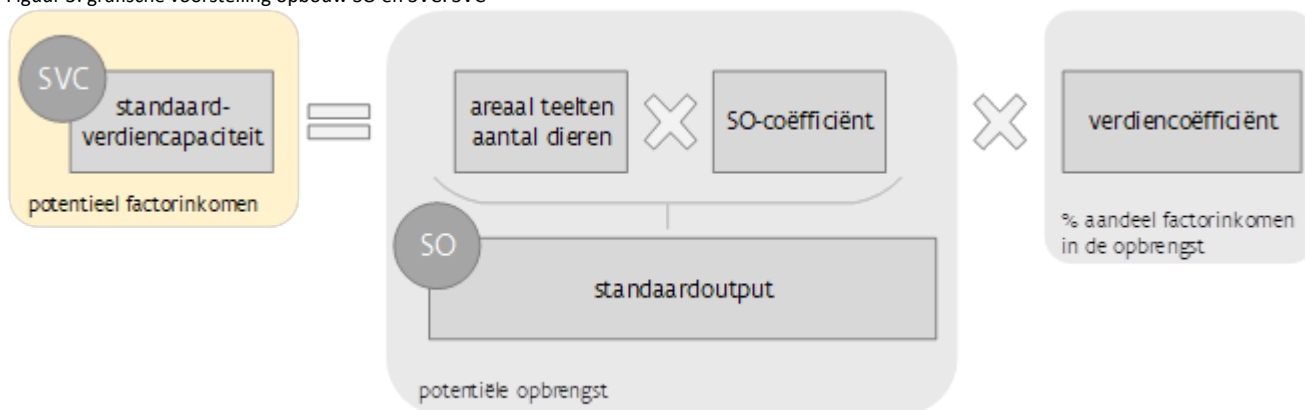 Figuur 3: grafische voorstelling opbouw SO en SVC. SVC
SVC
standaard-
verdiencapaciteit
potentieel factorinkomen
areaal teelten
aantal dieren
SO-coëfficiënt
verdiencoëfficiënt
% aandeel factorinkomen
in de opbrengst
SO
standaardoutput
potentiële opbrengst